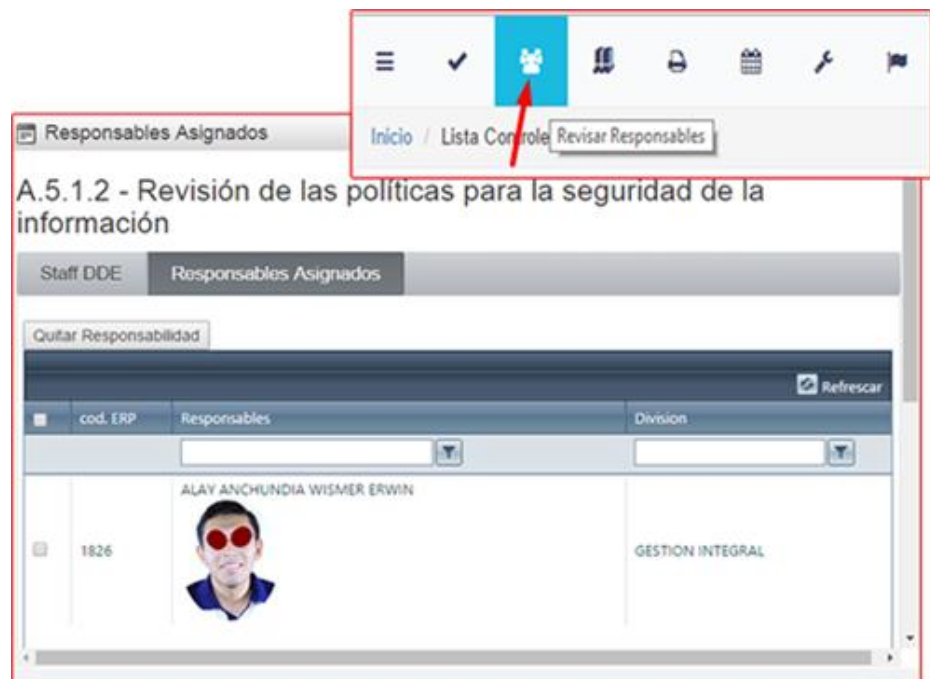 Inicio / Lista Controle
Revisar Responsables
Responsables Asignados
A.5.1.2 - Revisión de las políticas para la seguridad de la
información
Staff DDE Responsables Asignados
Quitar Responsabilidad
Refrescar
cod. ERP Responsables Division
ALAY ANCHUNDIA WISMER ERWIN
1826 GESTION INTEGRAL